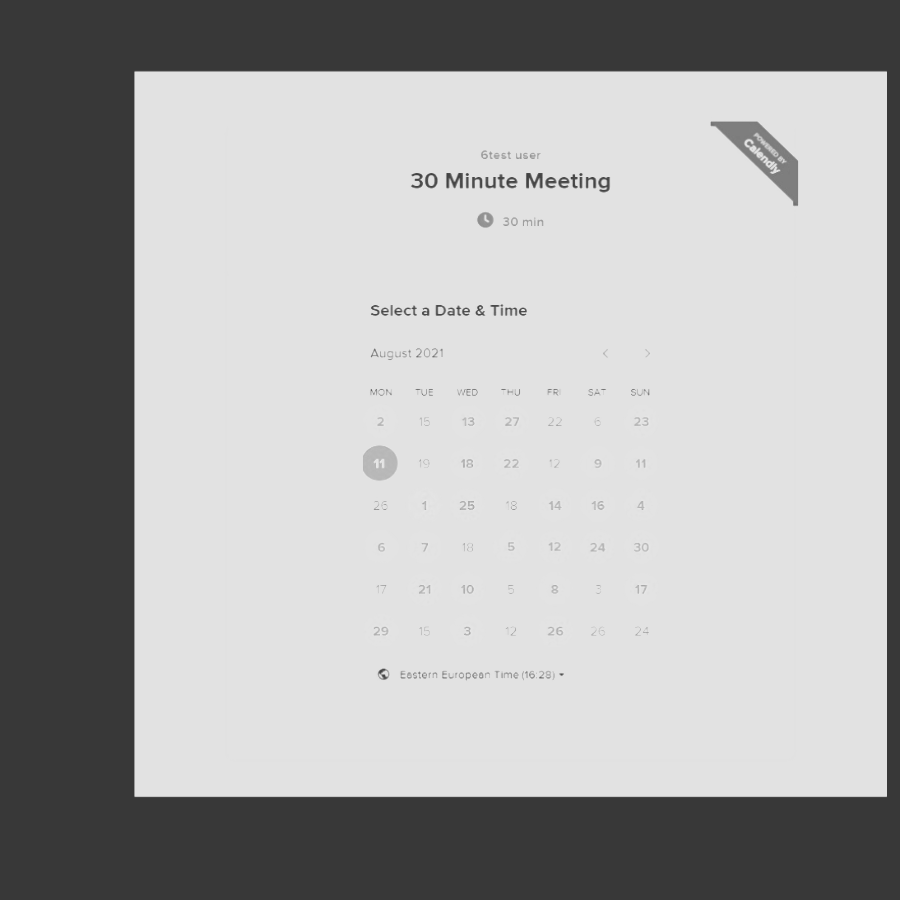 POWERED BY
Calendly
6test user
30 Minute Meeting
30 min
Select a Date & Time
August 2021
MON TUE WED THU FRI SAT SUN
2 15 13 27 22 6 23
11 19 18 22 12 9 11
26 1 25 18 14 16 4
6 7 18 5 12 24 30
17 21 10 5 8 3 17
29 15 3 12 26 26 24
Eastern European Time (16:28)